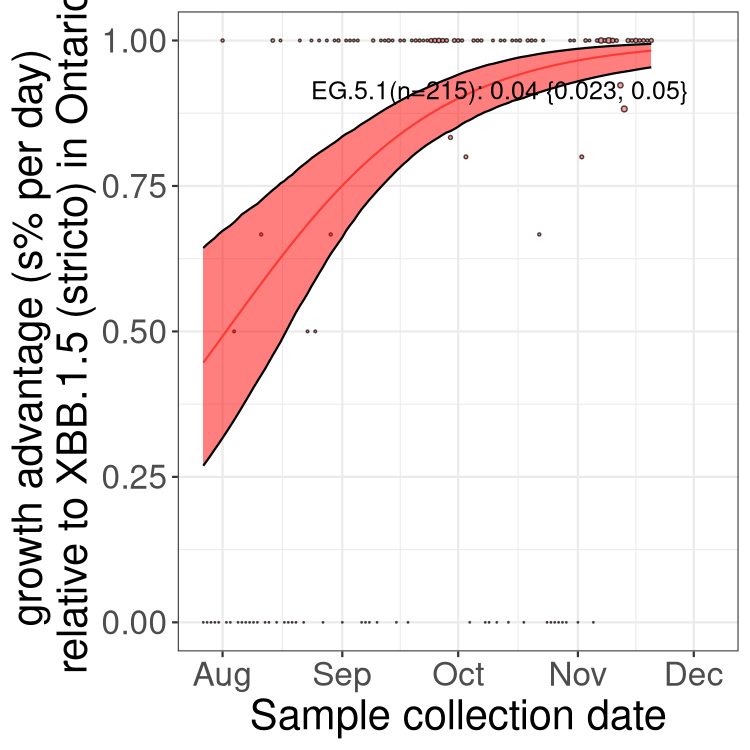 growth advantage (s% per day)
relative to XBB.1.5 (stricto) in Ontario
1.00
0.75
0.50
0.25
0.00
EG.5.1(n=215): 0.04 {0.023, 0.05}
Aug Sep Oct Nov Dec
Sample collection date